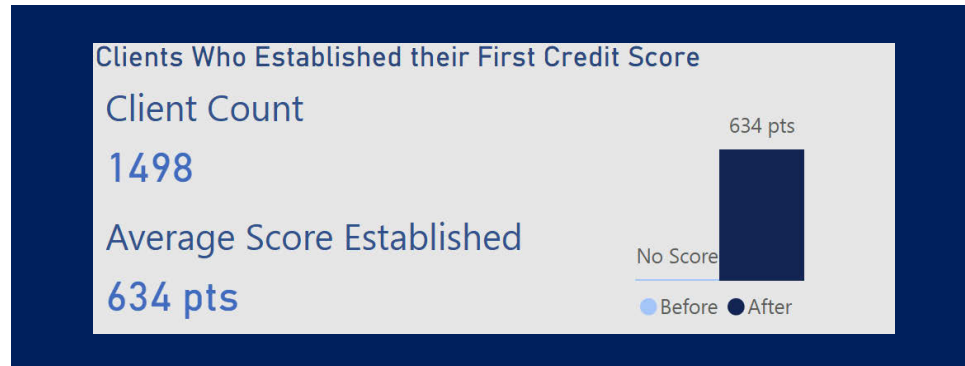 Clients Who Established their First Credit Score
Client Count
1498
Average Score Established
634 pts
634 pts
No Score
Before After